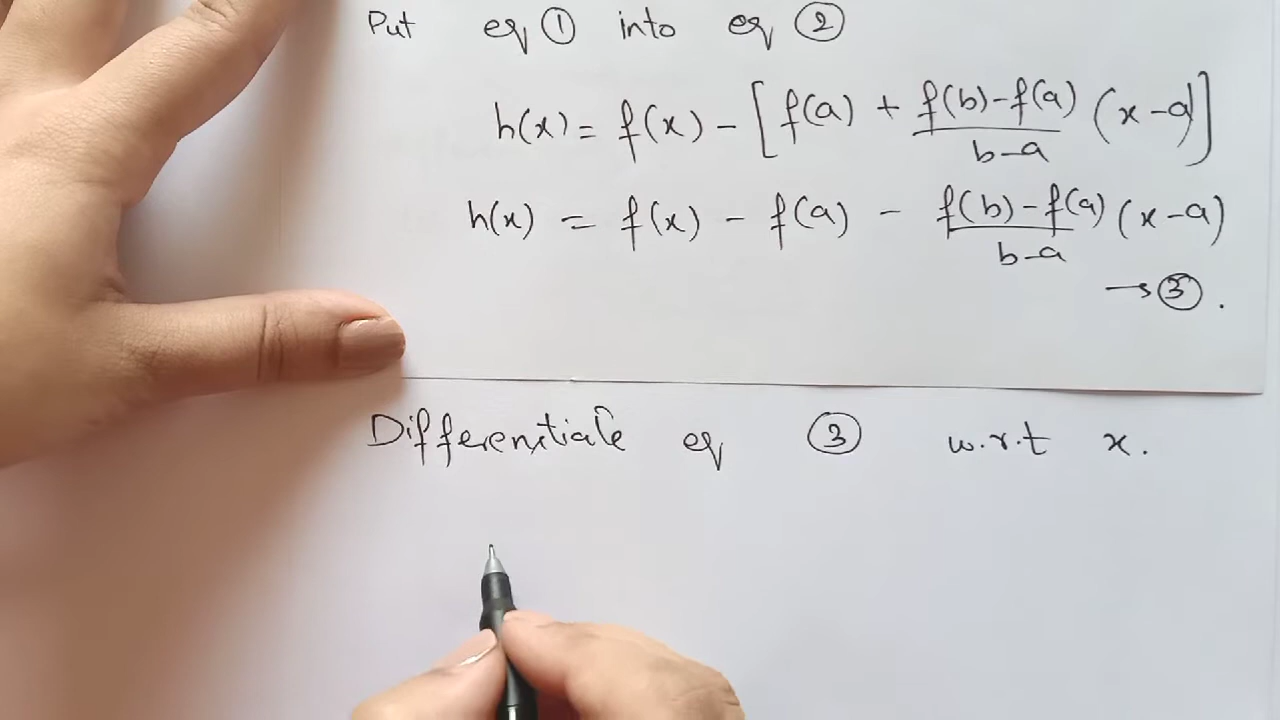 Put eq ① into eq ②
h(x) = f(x) - [f(a) + f(b)-f(a)/b-a (x-a)]
h(x) = f(x) - f(a) - f(b)-f(a)/b-a (x-a)
→③.
Differentiate eq ③ w.r.t x.